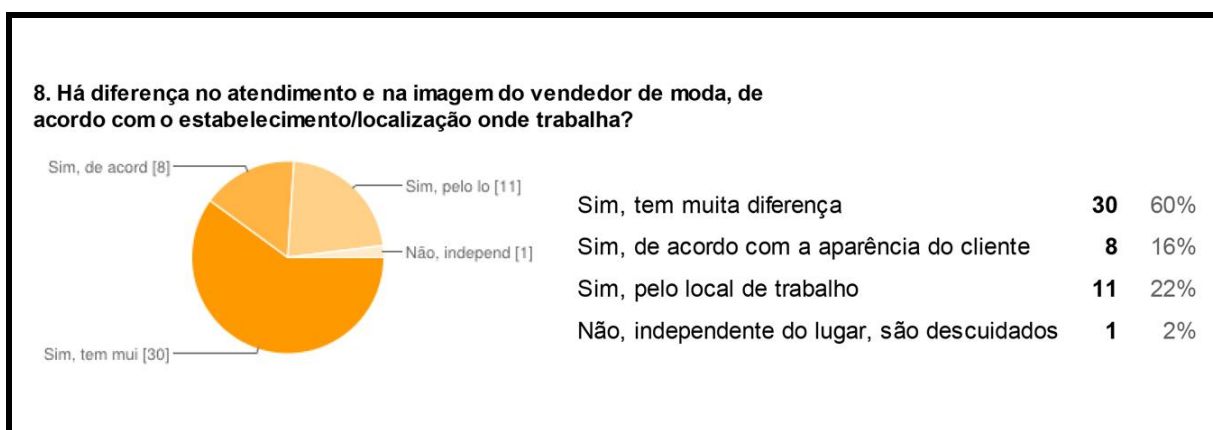 8. Há diferença no atendimento e na imagem do vendedor de moda, de
acordo com o estabelecimento/localização onde trabalha?
Sim, de acord [8]
Sim, pelo lo [11]
Não, independ [1]
Sim, tem mui [30]
Sim, tem muita diferença 30 60%
Sim, de acordo com a aparência do cliente 8 16%
Sim, pelo local de trabalho 11 22%
Não, independente do lugar, são descuidados 1 2%